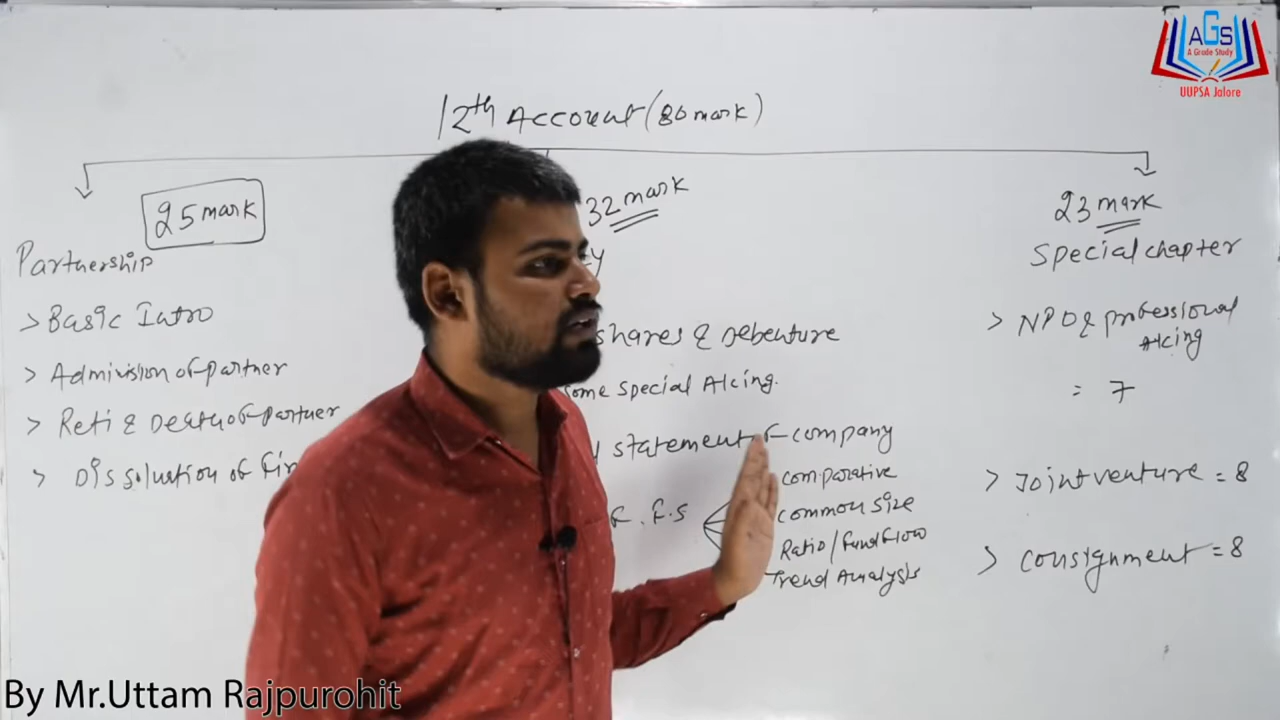 AGS
A Grade Study
UUPSA Jalore
12th Account (80 mark)
25 mark
Partnership
> Basic Intro
> Admission of partner
> Reti & Death of partner
> Dissolution of Fir
32 mark
y
shares & Debenture
some special A/cing.
statement of company
F. F.S
comparative
common size
Ratio/Fund Flow
Trend Analysis
23 mark
Special chapter
> NPO & professional
A/cing
= 7
> Joint venture = 8
> consignment = 8
By Mr.Uttam Rajpurohit